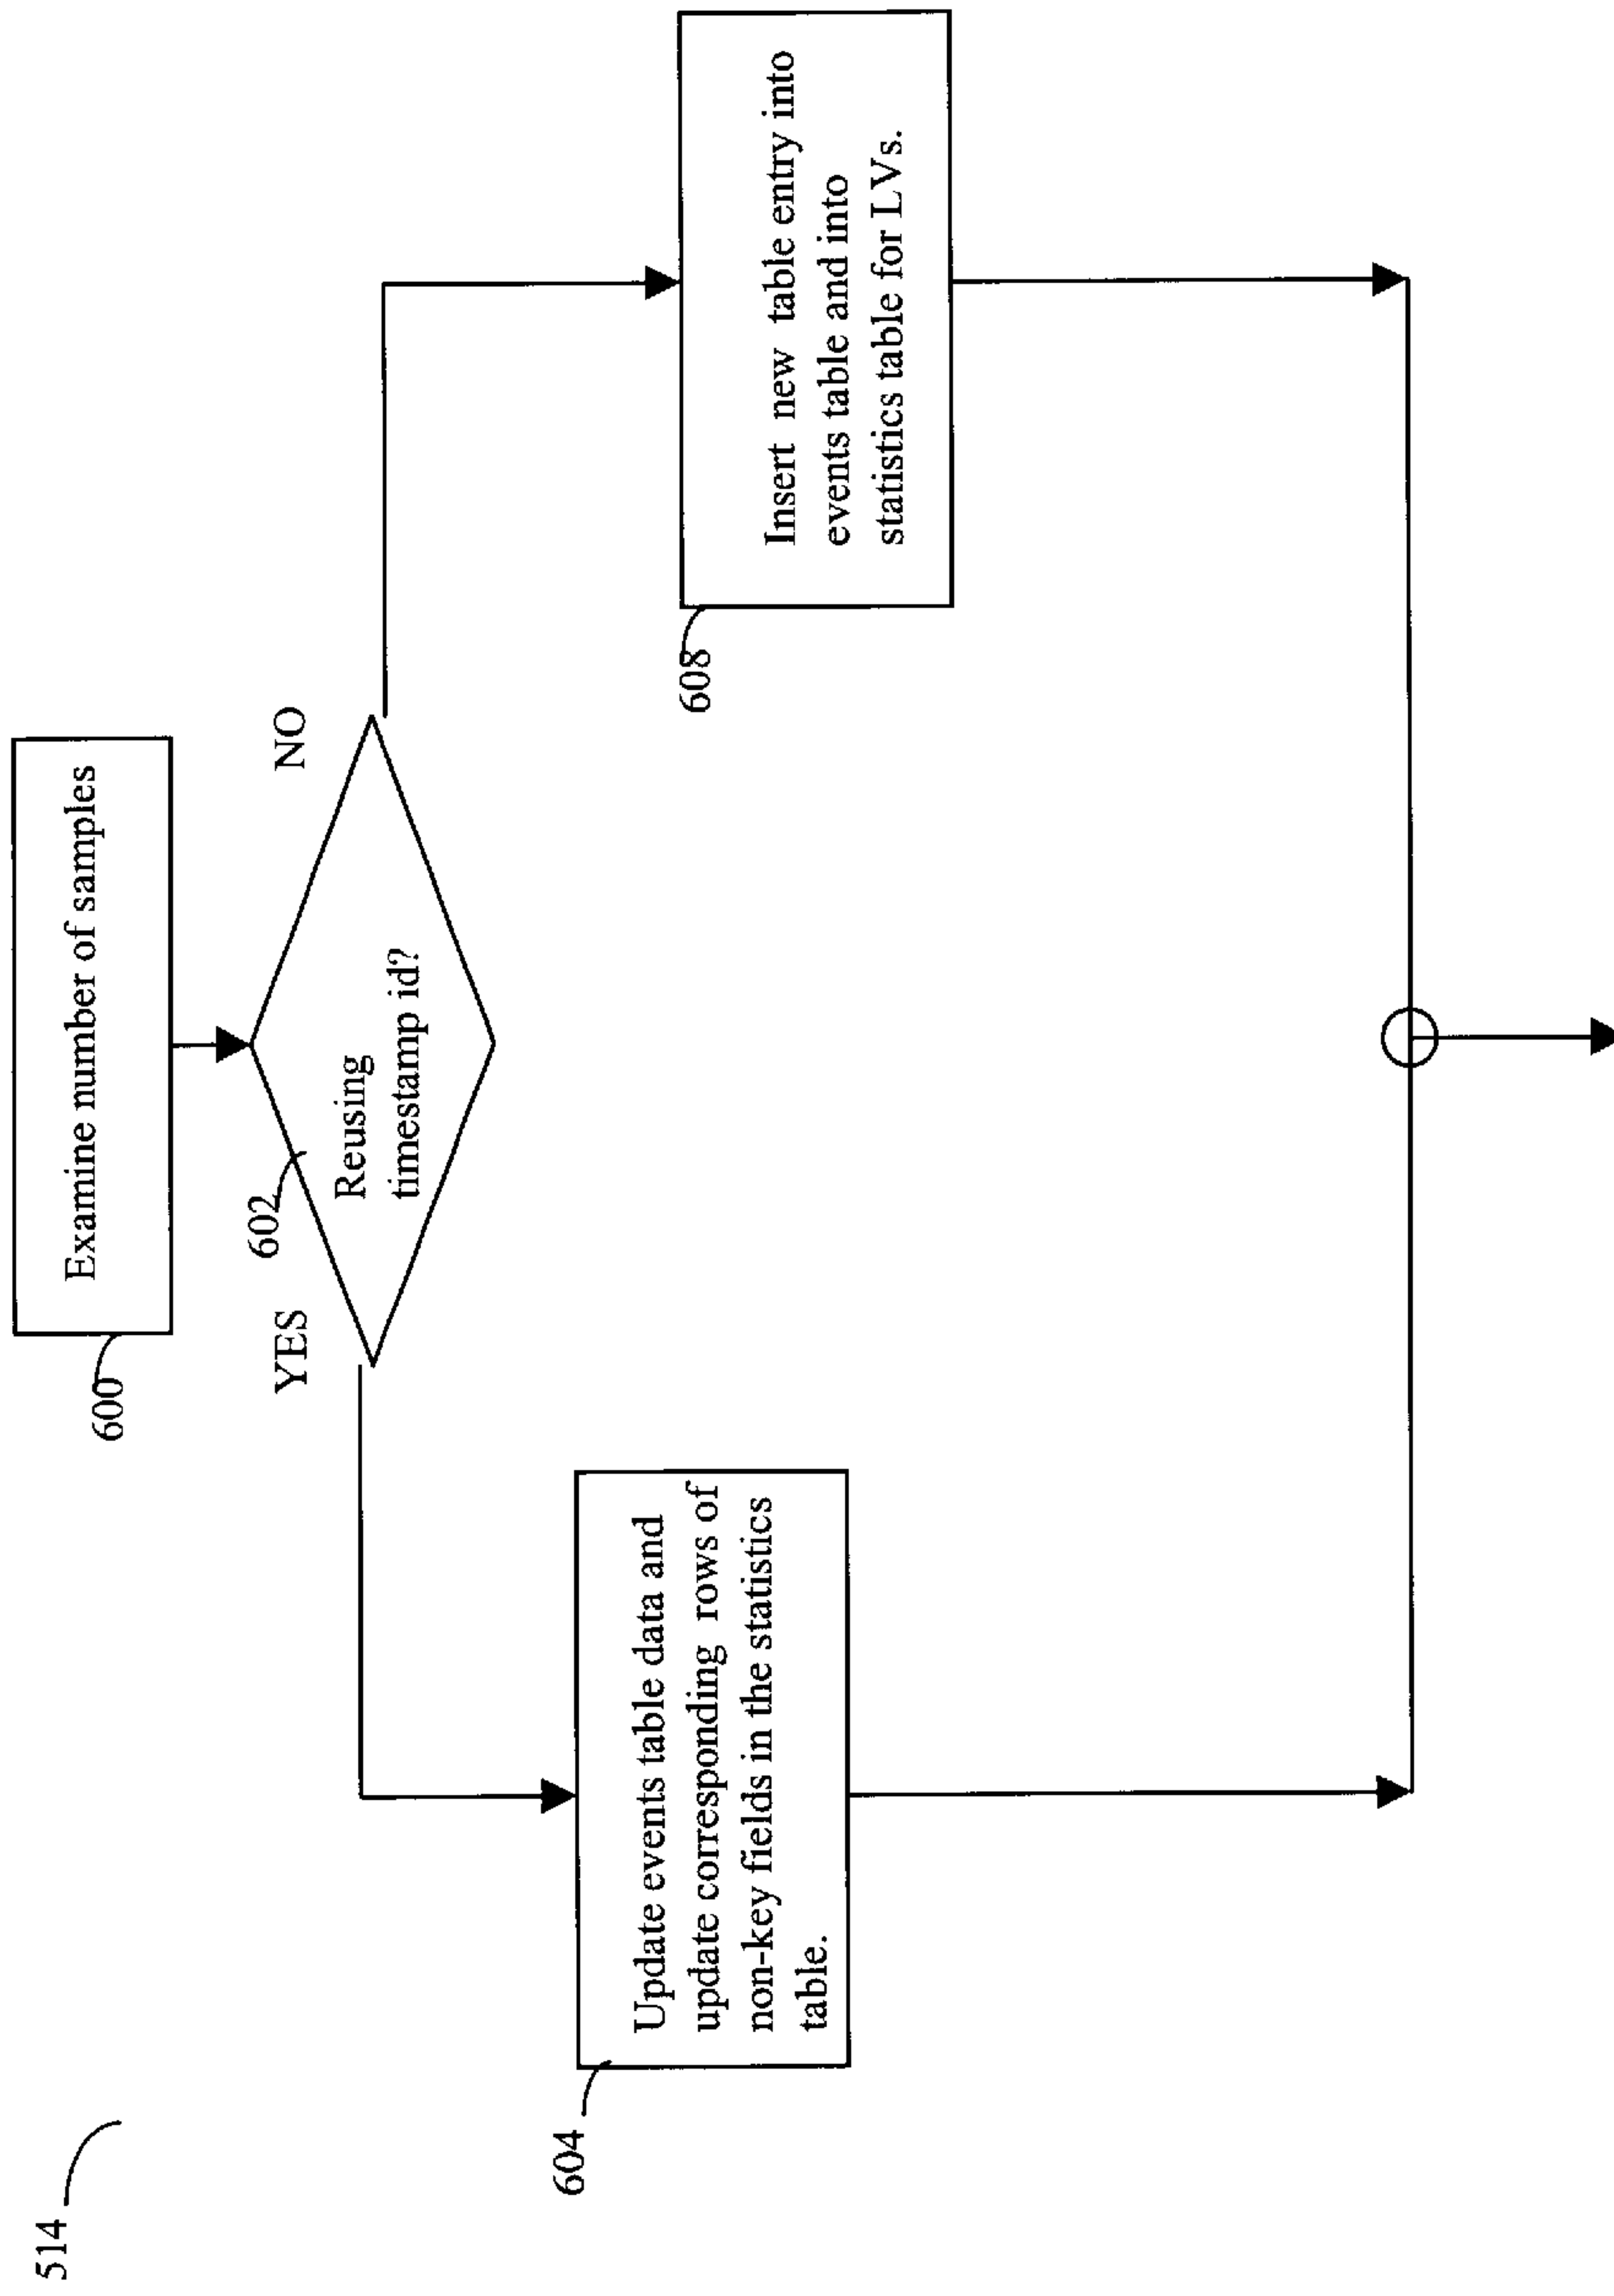 514
600
Examine number of samples
YES
602
NO
Reusing
timestamp id?
604
Update events table data and
update corresponding rows of
non-key fields in the statistics
table.
608
Insert new table entry into
events table and into
statistics table for LVs.